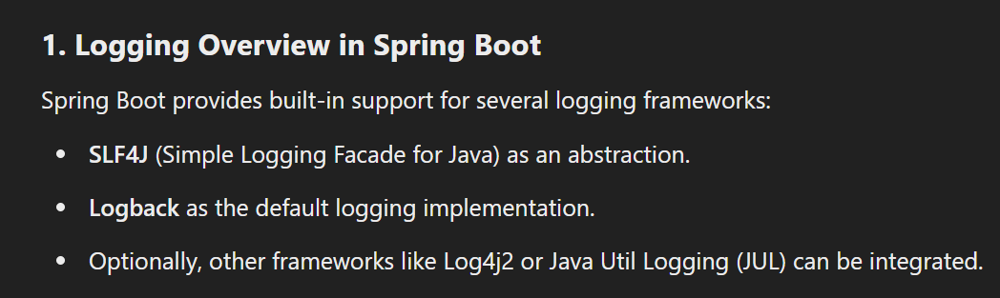 1. Logging Overview in Spring Boot
Spring Boot provides built-in support for several logging frameworks:
• SLF4J (Simple Logging Facade for Java) as an abstraction.
• Logback as the default logging implementation.
• Optionally, other frameworks like Log4j2 or Java Util Logging (JUL) can be integrated.